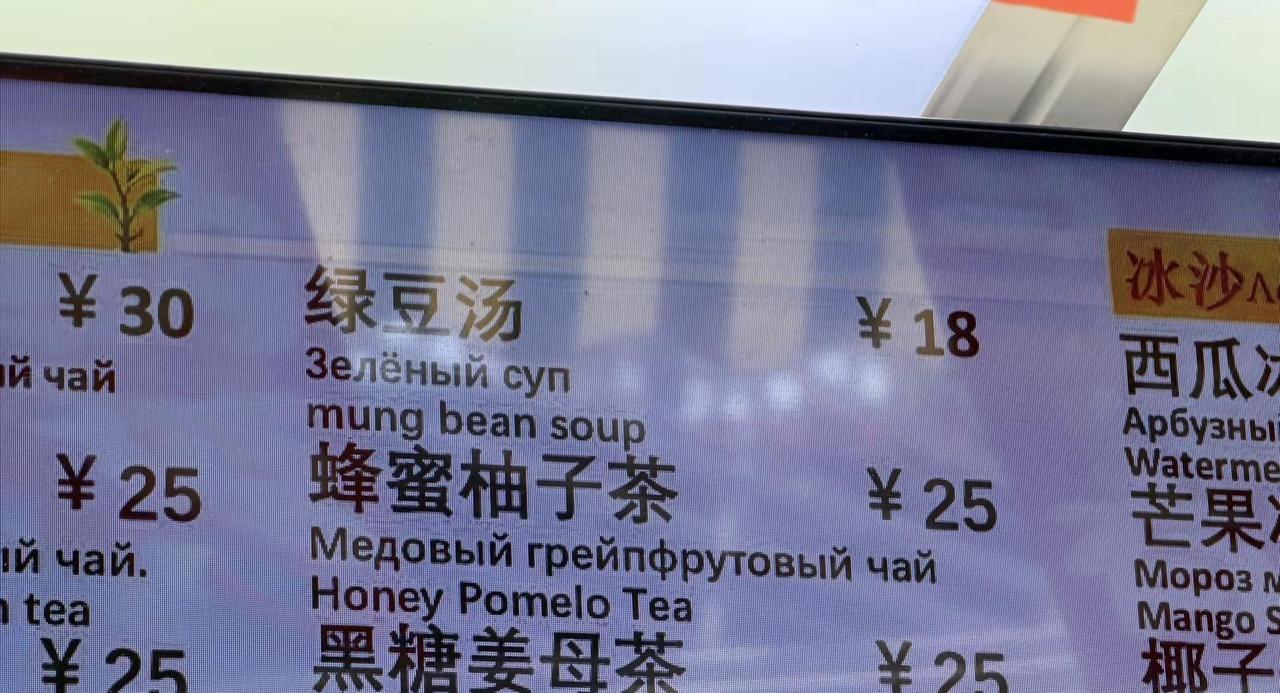 ¥ 30
й чай
¥ 25
й чай.
tea
¥ 25
绿豆汤 ¥ 18
Зелёный суп
mung bean soup
蜂蜜柚子茶 ¥ 25
Медовый грейпфрутовый чай
Honey Pomelo Tea
黑糖姜母茶 ¥ 25
冰沙
西瓜
Арбузны
Waterme
芒果
Мороз
Mango S
椰子